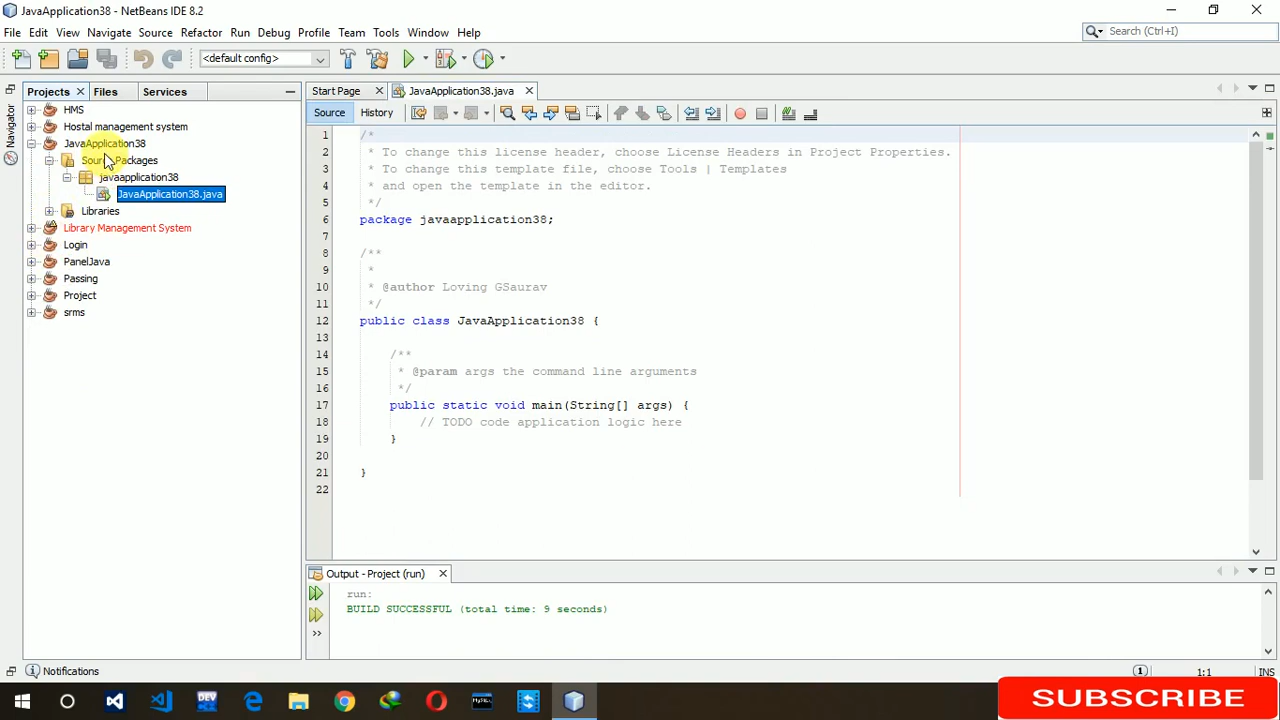 JavaApplication38 - NetBeans IDE 8.2
File Edit View Navigate Source Refactor Run Debug Profile Team Tools Window Help
Search (Ctrl+I)
<default config>
Projects Files Services
Navigator
HMS
Hostal management system
JavaApplication38
Source Packages
javaapplication38
JavaApplication38.java
Libraries
Library Management System
Login
PanelJava
Passing
Project
srms
Start Page JavaApplication38.java
Source History
1 /*
2 * To change this license header, choose License Headers in Project Properties.
3 * To change this template file, choose Tools | Templates
4 * and open the template in the editor.
5 */
6 package javaapplication38;
7
8 /**
9 *
10 * @author Loving GSaurav
11 */
12 public class JavaApplication38 {
13
14 /**
15 * @param args the command line arguments
16 */
17 public static void main(String[] args) {
18 // TODO code application logic here
19 }
20
21 }
22
Output - Project (run)
run:
BUILD SUCCESSFUL (total time: 9 seconds)
Notifications
1 1:1 INS
DEV
MySQL
SUBSCRIBE